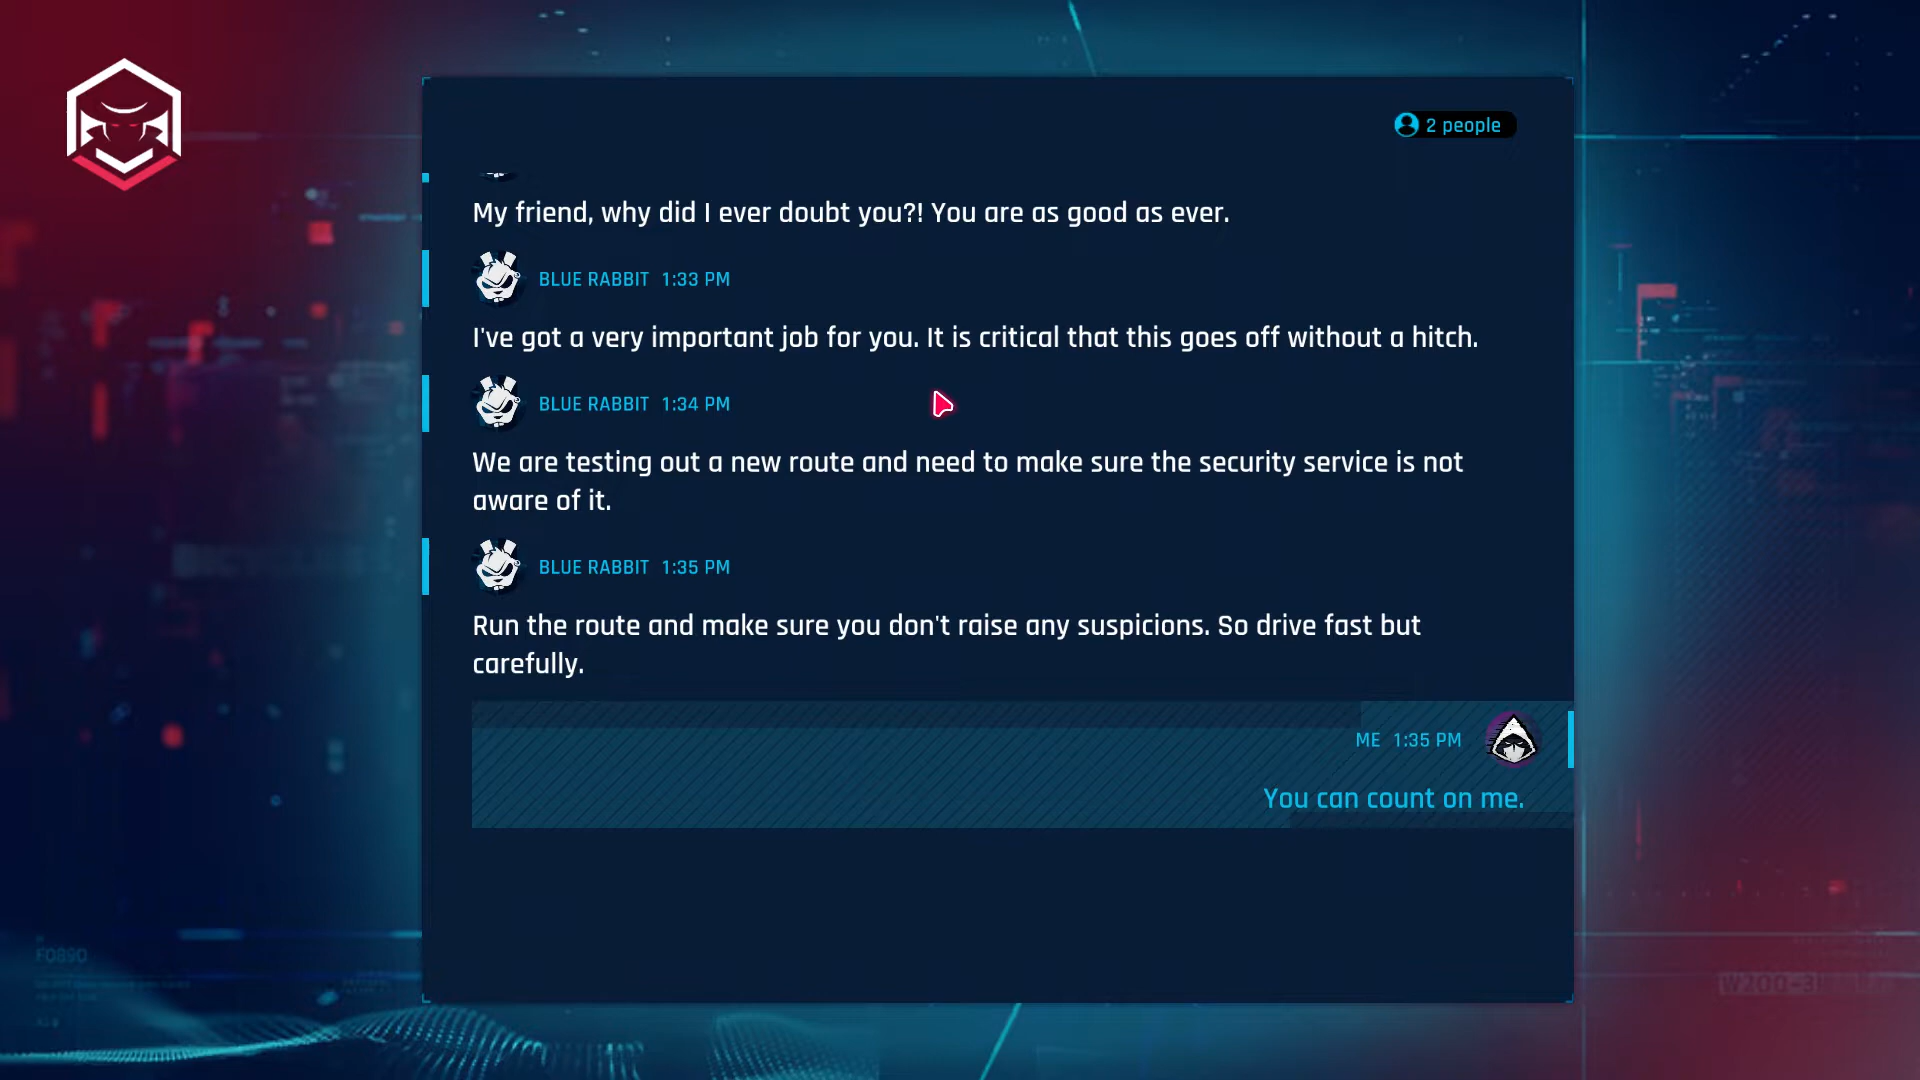 2 people
My friend, why did I ever doubt you?! You are as good as ever.
BLUE RABBIT 1:33 PM
I've got a very important job for you. It is critical that this goes off without a hitch.
BLUE RABBIT 1:34 PM
We are testing out a new route and need to make sure the security service is not
aware of it.
BLUE RABBIT 1:35 PM
Run the route and make sure you don't raise any suspicions. So drive fast but
carefully.
ME 1:35 PM
You can count on me.